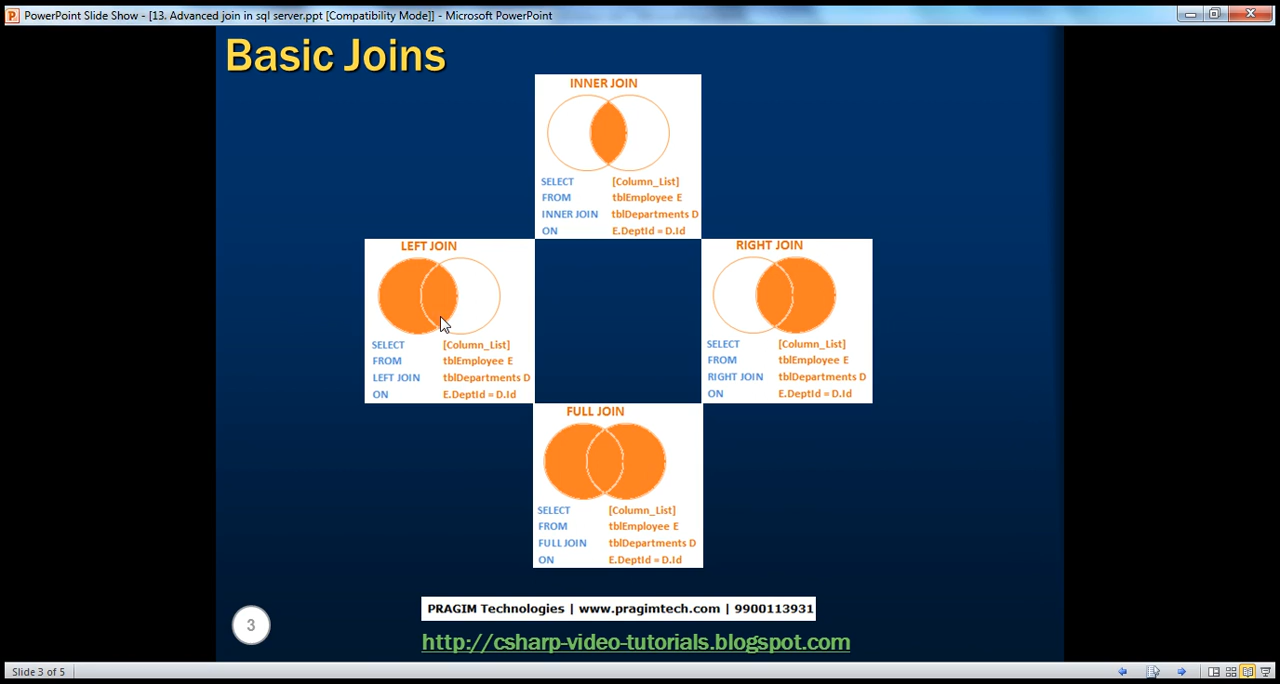 PowerPoint Slide Show - [13. Advanced join in sql server.ppt [Compatibility Mode]] - Microsoft PowerPoint
Basic Joins
INNER JOIN
SELECT [Column_List]
FROM tblEmployee E
INNER JOIN tblDepartments D
ON E.DeptId = D.Id
LEFT JOIN
SELECT [Column_List]
FROM tblEmployee E
LEFT JOIN tblDepartments D
ON E.DeptId = D.Id
RIGHT JOIN
SELECT [Column_List]
FROM tblEmployee E
RIGHT JOIN tblDepartments D
ON E.DeptId = D.Id
FULL JOIN
SELECT [Column_List]
FROM tblEmployee E
FULL JOIN tblDepartments D
ON E.DeptId = D.Id
PRAGIM Technologies | www.pragimtech.com | 9900113931
3
http://csharp-video-tutorials.blogspot.com
Slide 3 of 5